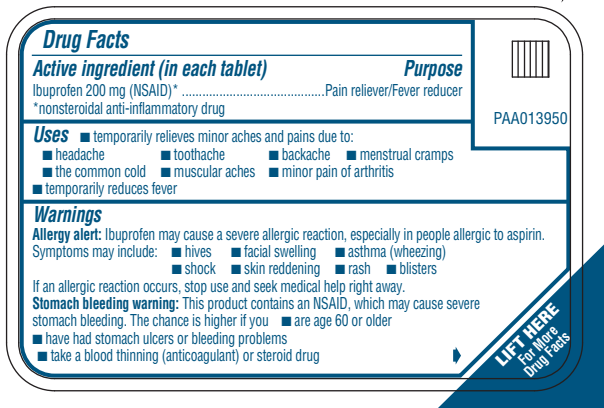 Drug Facts
Active ingredient (in each tablet) Purpose
Ibuprofen 200 mg (NSAID)* ..........................................Pain reliever/Fever reducer
*nonsteroidal anti-inflammatory drug
PAA013950
Uses ■ temporarily relieves minor aches and pains due to:
■ headache ■ toothache ■ backache ■ menstrual cramps
■ the common cold ■ muscular aches ■ minor pain of arthritis
■ temporarily reduces fever
Warnings
Allergy alert: Ibuprofen may cause a severe allergic reaction, especially in people allergic to aspirin.
Symptoms may include: ■ hives ■ facial swelling ■ asthma (wheezing)
■ shock ■ skin reddening ■ rash ■ blisters
If an allergic reaction occurs, stop use and seek medical help right away.
Stomach bleeding warning: This product contains an NSAID, which may cause severe
stomach bleeding. The chance is higher if you ■ are age 60 or older
■ have had stomach ulcers or bleeding problems
■ take a blood thinning (anticoagulant) or steroid drug
LIFT HERE
For More
Drug Facts